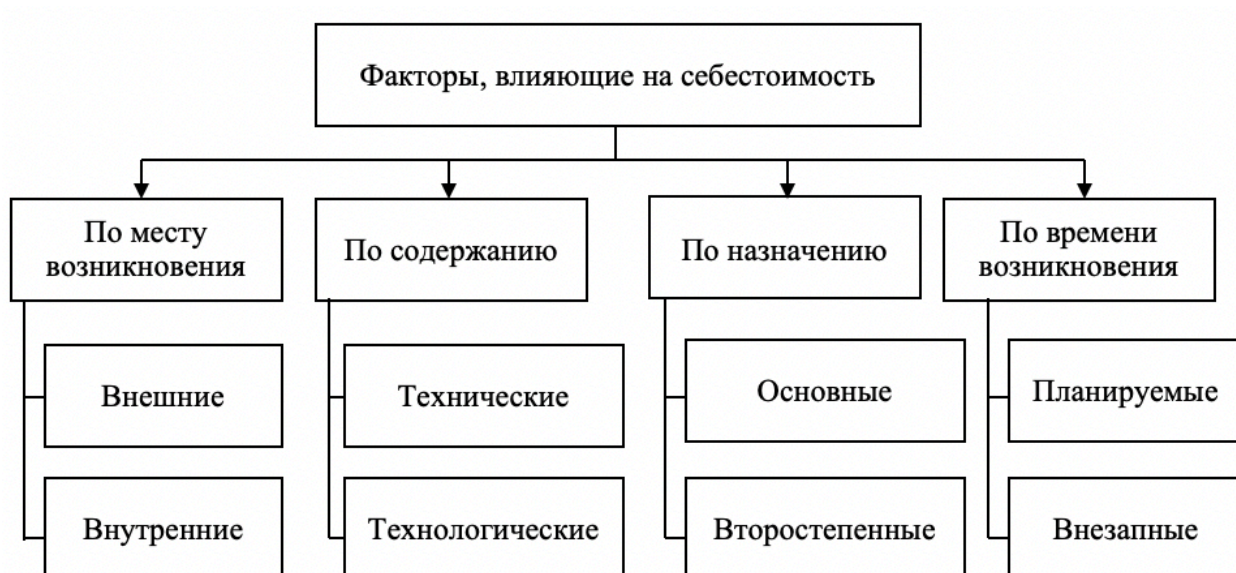 Факторы, влияющие на себестоимость
По месту
возникновения
По содержанию
По назначению
По времени
возникновения
Внешние
Технические
Основные
Планируемые
Внутренние
Технологические
Второстепенные
Внезапные